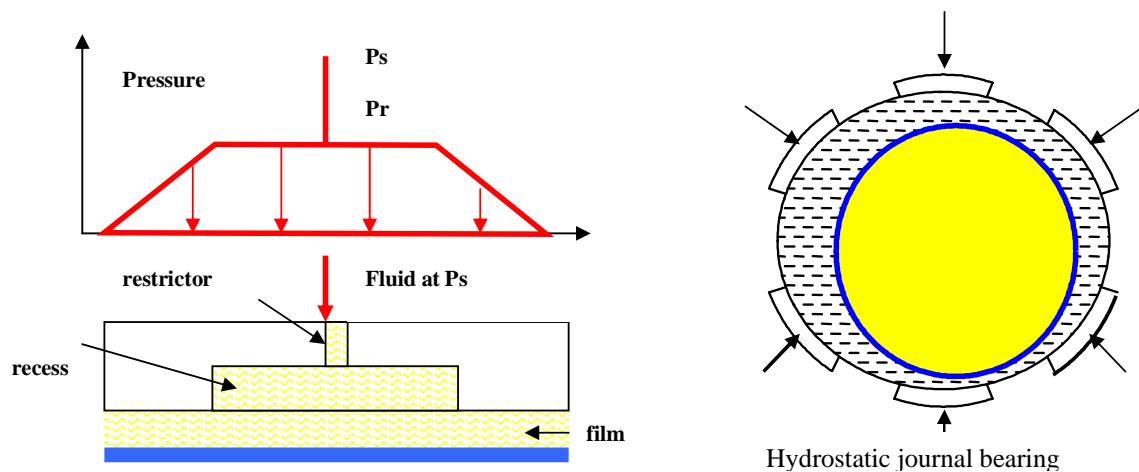 Ps
Pressure
Pr
restrictor
Fluid at Ps
recess
film
Hydrostatic journal bearing